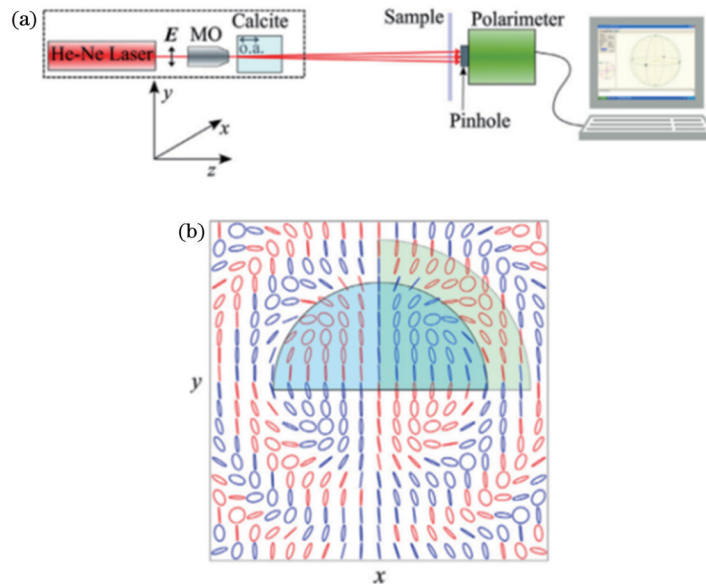 (a)
Sample
Polarimeter
Calcite
E
MO
o.a.
He-Ne Laser
Pinhole
y
x
z
(b)
y
x